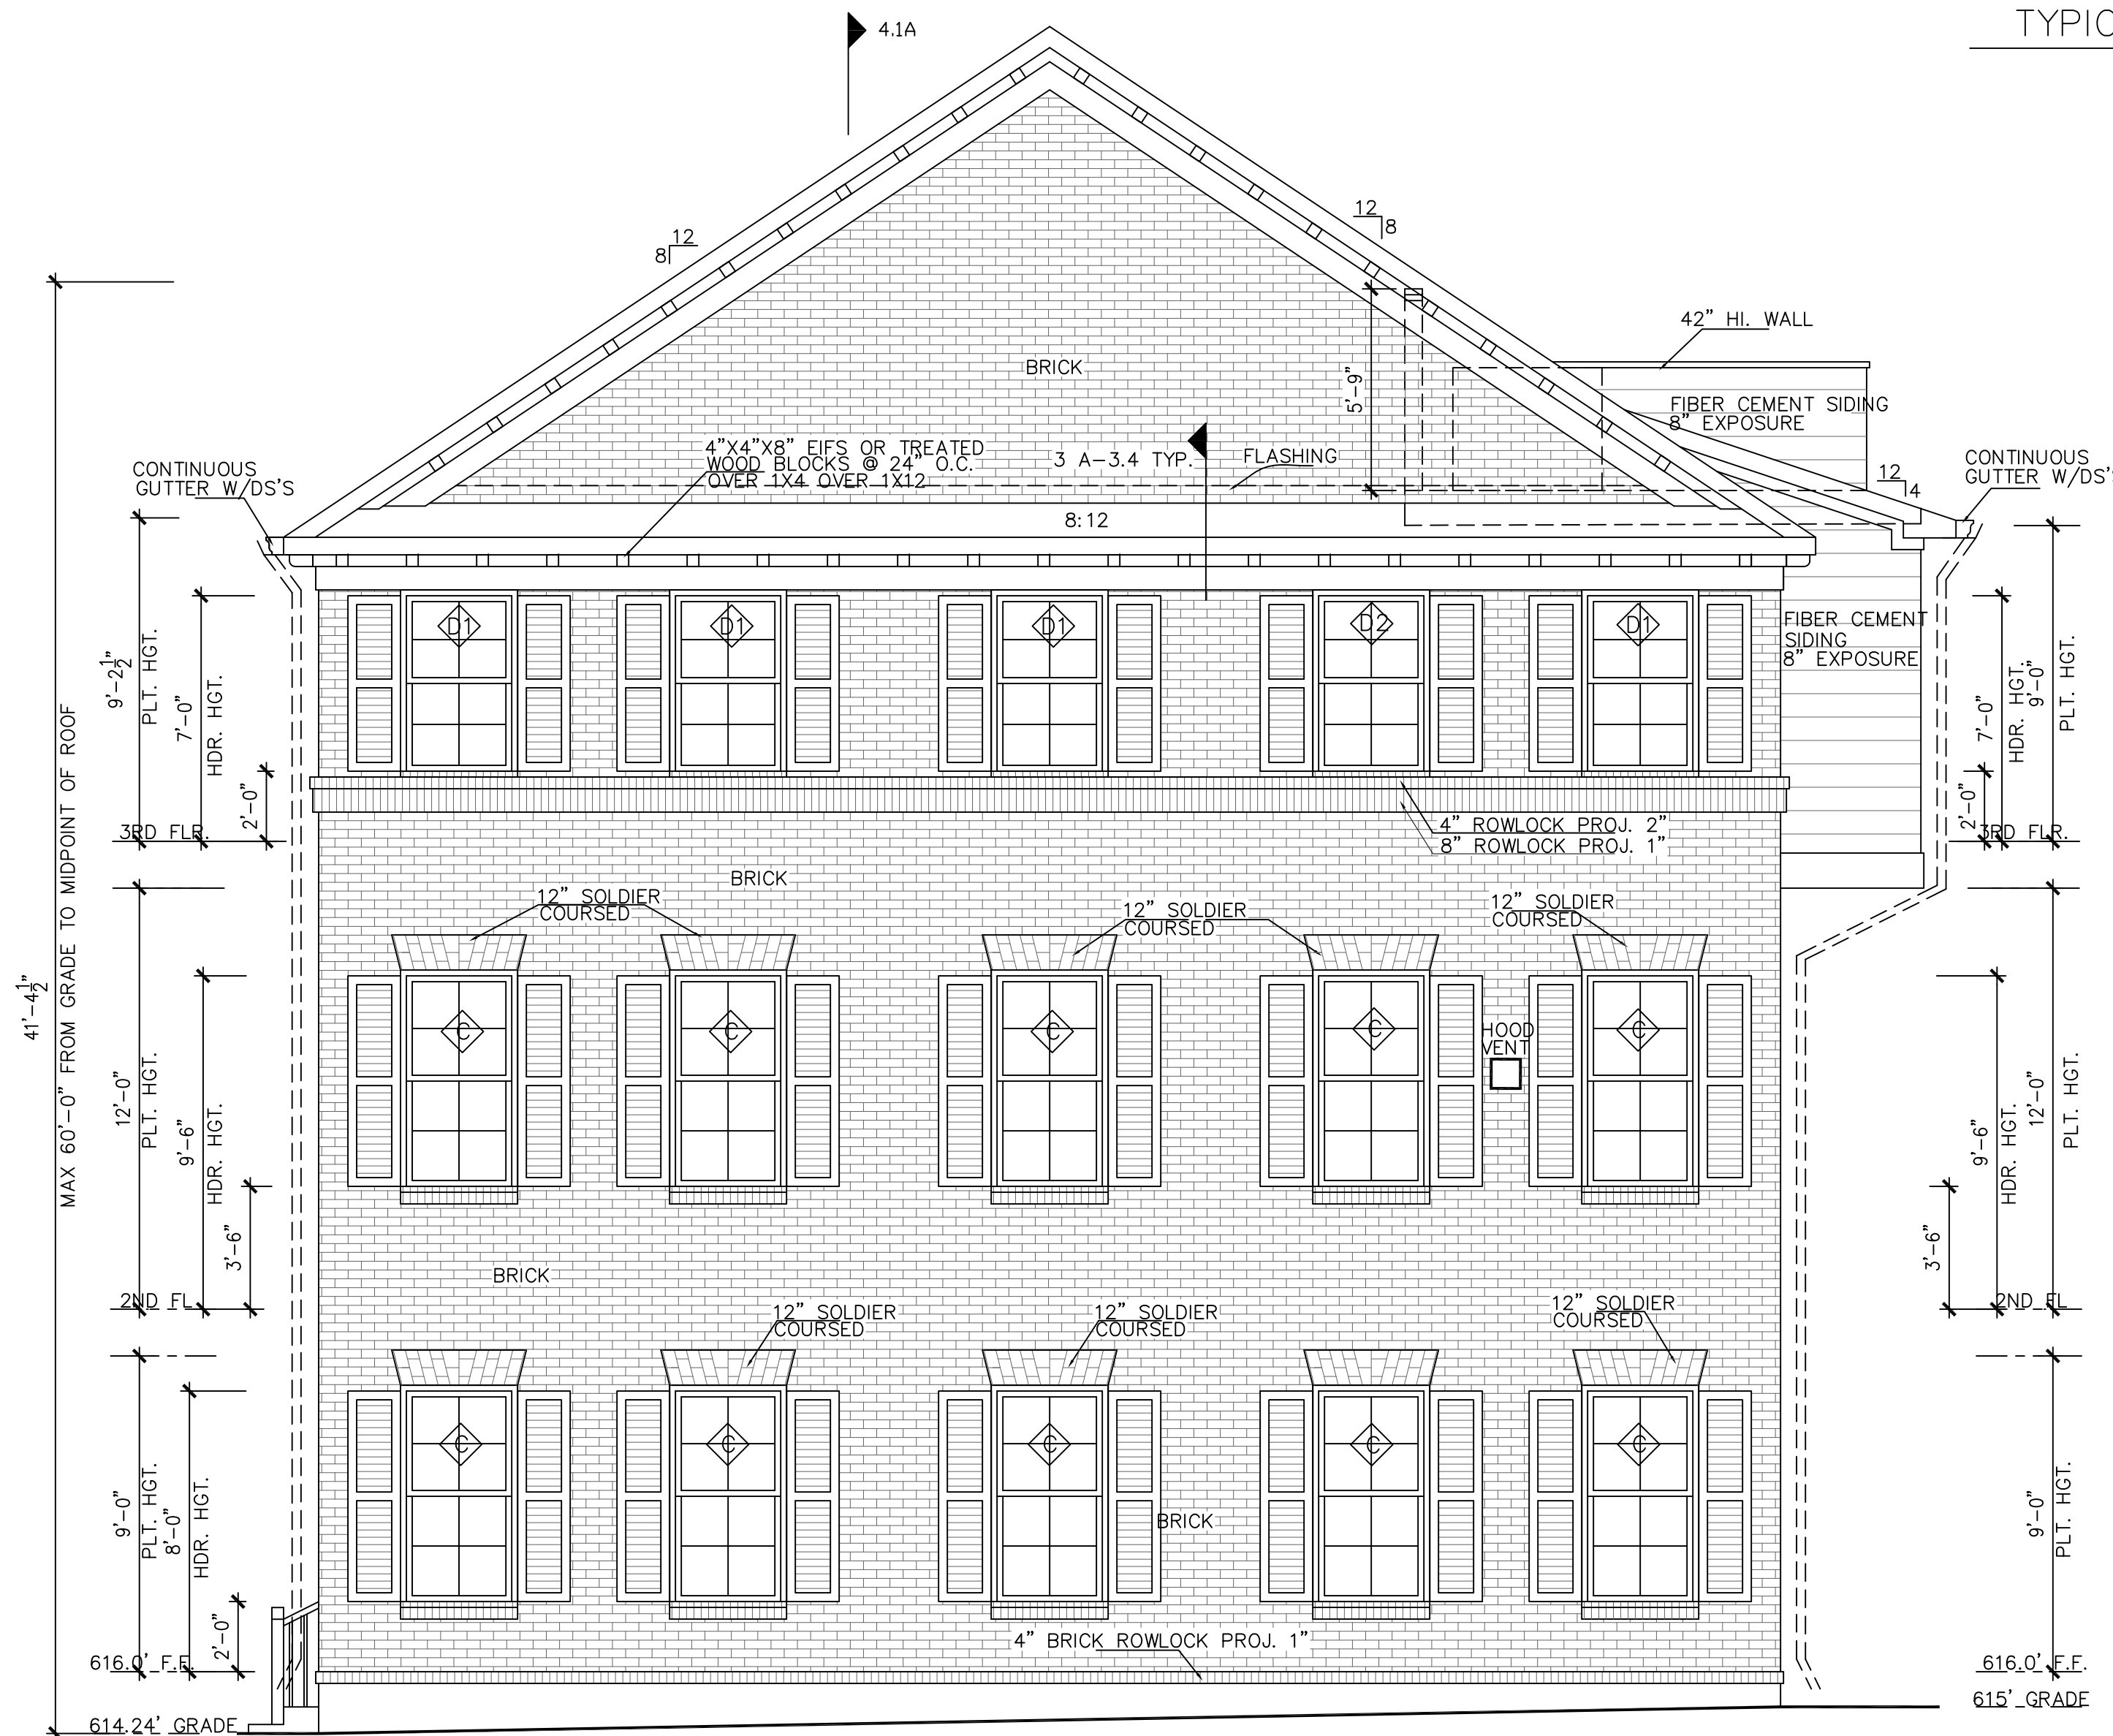 TYPIC
4.1A
12
8
12
8
42" HI. WALL
BRICK
5'-9"
FIBER CEMENT SIDING
8" EXPOSURE
4"X4"X8" EIFS OR TREATED
WOOD BLOCKS @ 24" O.C.
OVER 1X4 OVER 1X12
3 A-3.4 TYP.
FLASHING
CONTINUOUS
GUTTER W/DS'S
12
4
CONTINUOUS
GUTTER W/DS'S
8:12
D1
D1
D1
D2
D1
FIBER CEMENT
SIDING
8" EXPOSURE
9'-2½"
PLT. HGT.
7'-0"
HDR. HGT.
2'-0"
3RD FLR.
7'-0"
HDR. HGT.
9'-0"
PLT. HGT.
2'-0"
3RD FLR.
4" ROWLOCK PROJ. 2"
8" ROWLOCK PROJ. 1"
41'-4½"
MAX 60'-0" FROM GRADE TO MIDPOINT OF ROOF
BRICK
12" SOLDIER
COURSED
12" SOLDIER
COURSED
12" SOLDIER
COURSED
C
C
C
C
C
HOOD
VENT
12'-0"
PLT. HGT.
9'-6"
HDR. HGT.
3'-6"
2ND FL
9'-6"
HDR. HGT.
12'-0"
PLT. HGT.
3'-6"
2ND FL
BRICK
12" SOLDIER
COURSED
12" SOLDIER
COURSED
12" SOLDIER
COURSED
C
C
C
C
C
9'-0"
PLT. HGT.
8'-0"
HDR. HGT.
2'-0"
9'-0"
PLT. HGT.
BRICK
4" BRICK ROWLOCK PROJ. 1"
616.0' F.F.
616.0' F.F.
615' GRADE
614.24' GRADE